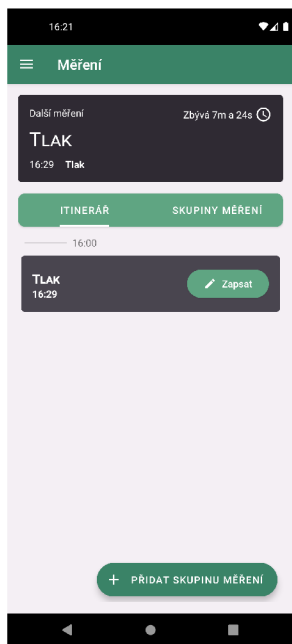 16:21
Měření
Další měření
Zbývá 7m a 24s
TLAK
16:29 Tlak
ITINERÁŘ
SKUPINY MĚŘENÍ
16:00
TLAK
16:29
Zapsat
PŘIDAT SKUPINU MĚŘENÍ